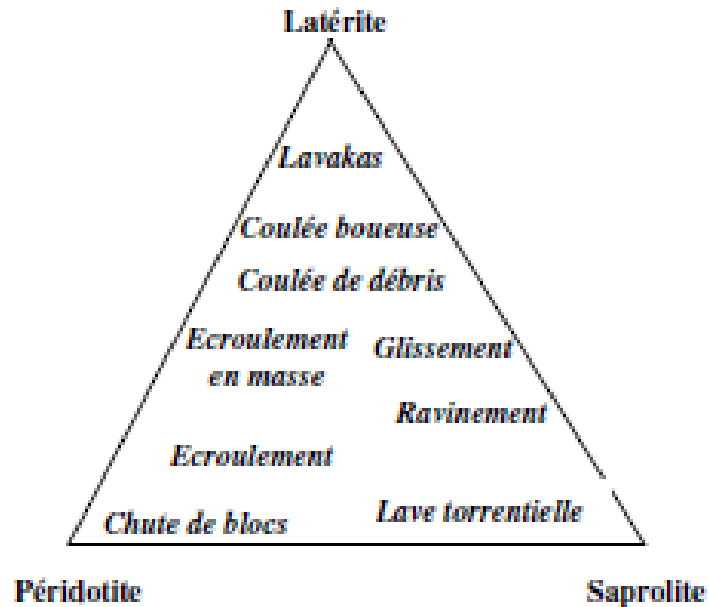 Latérite
Lavakas
Coulée boueuse
Coulée de débris
Ecroulement
en masse
Glissement
Ravinement
Ecroulement
Chute de blocs
Lave torrentielle
Péridotite
Saprolite